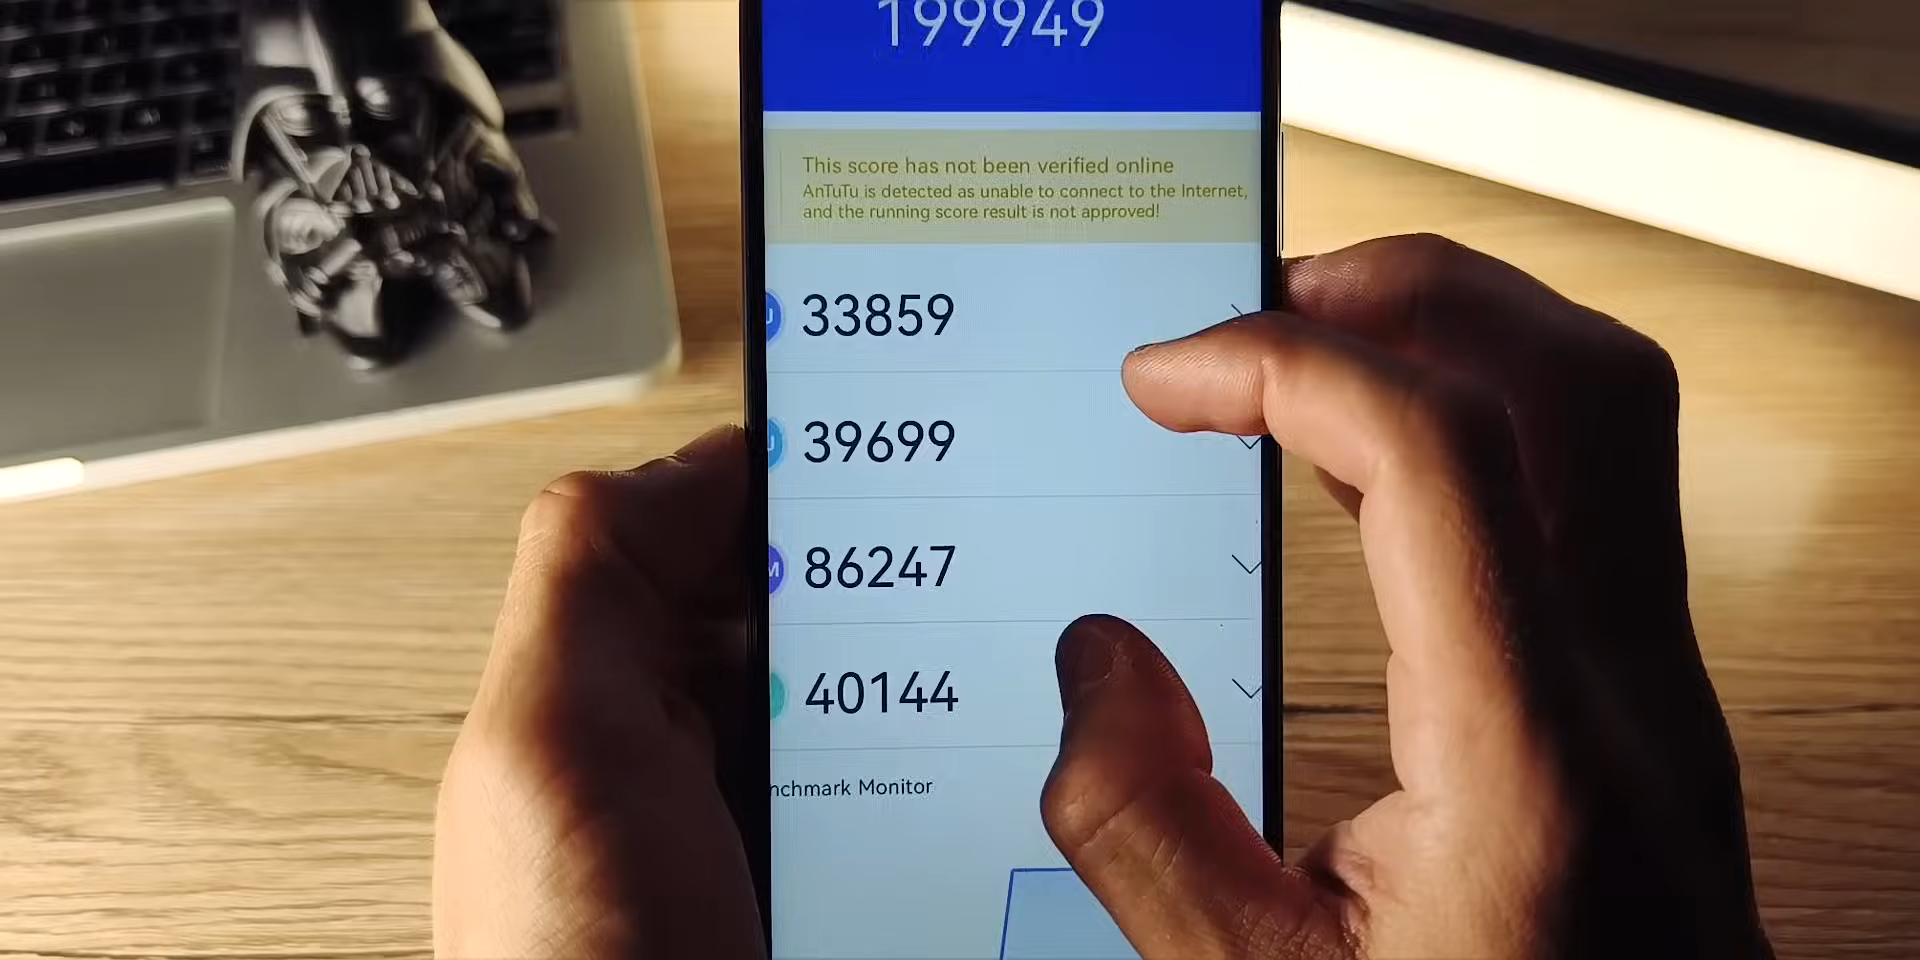 199949
This score has not been verified online
AnTuTu is detected as unable to connect to the Internet,
and the running score result is not approved!
33859
39699
86247
M
40144
nchmark Monitor